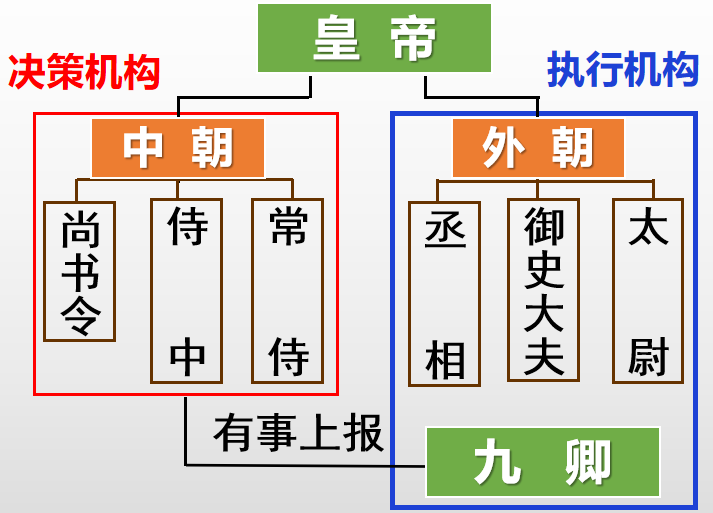 皇帝
决策机构
执行机构
中朝
外朝
尚书令
侍中
常侍
丞相
御史大夫
太尉
有事上报
九卿